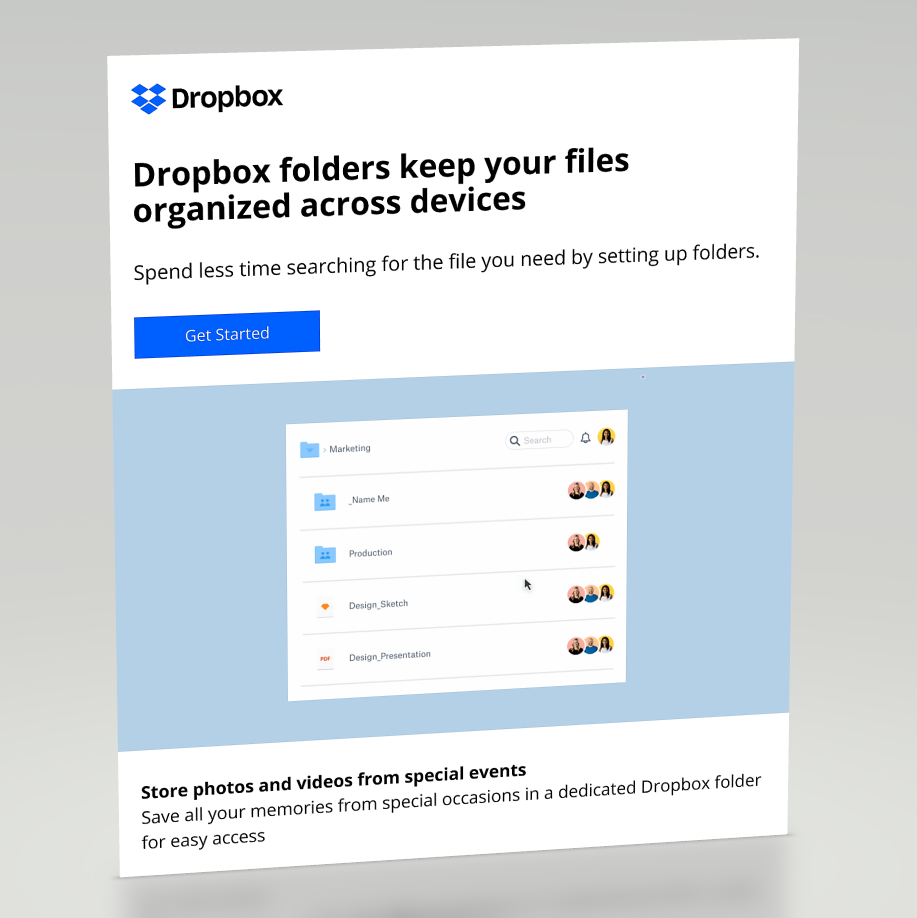 Dropbox
Dropbox folders keep your files
organized across devices
Spend less time searching for the file you need by setting up folders.
Get Started
> Marketing
Search
_Name Me
Production
Design_Sketch
PDF
Design_Presentation
Store photos and videos from special events
Save all your memories from special occasions in a dedicated Dropbox folder
for easy access